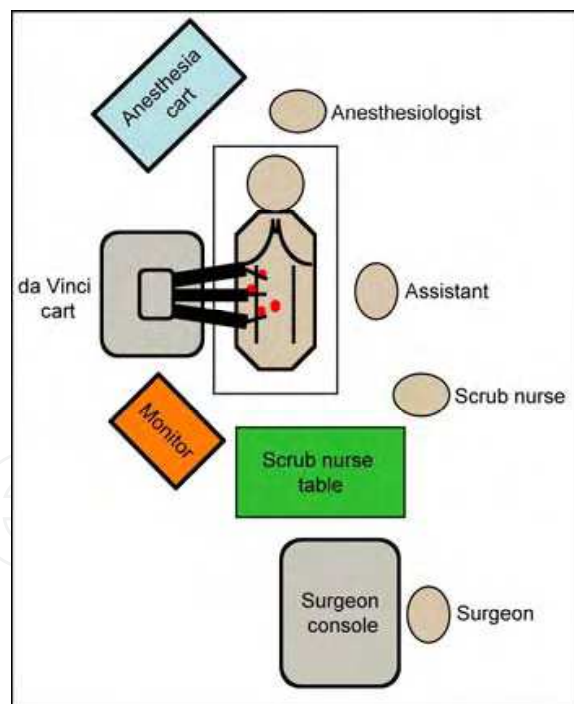 Anesthesia
cart
Anesthesiologist
da Vinci
cart
Assistant
Scrub nurse
Monitor
Scrub nurse
table
Surgeon
console
Surgeon